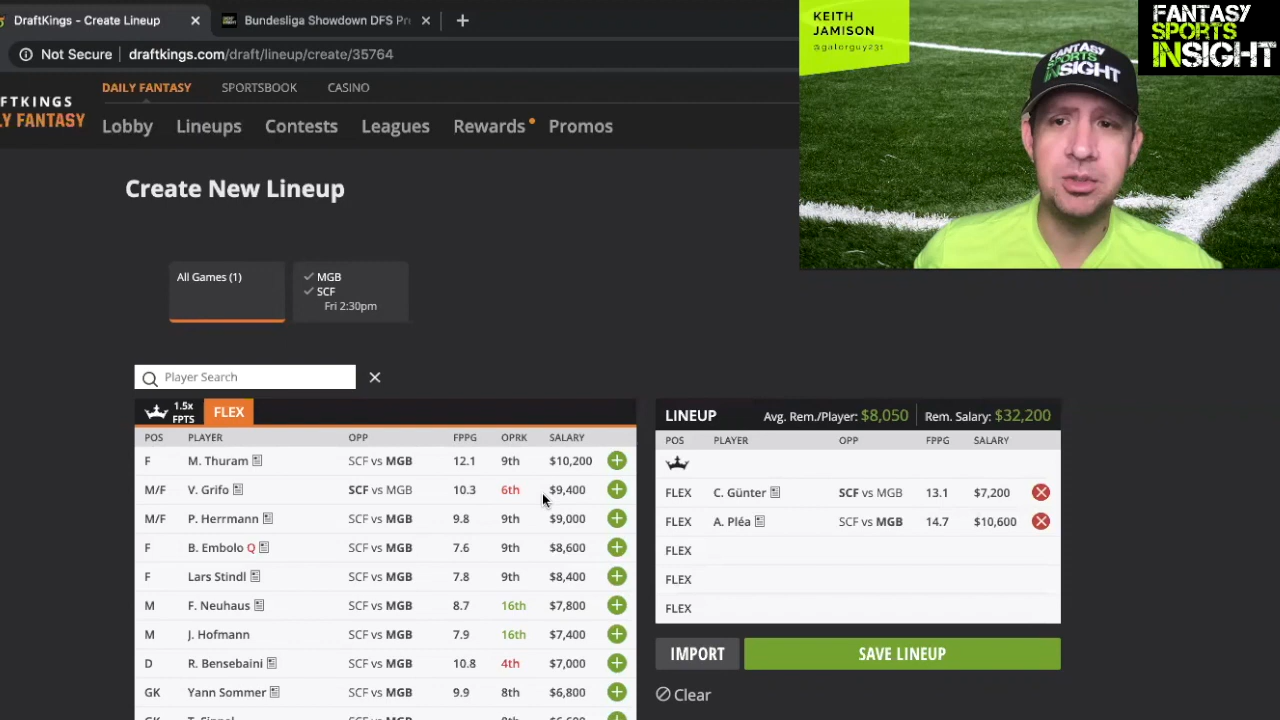 DraftKings - Create Lineup
Bundesliga Showdown DFS Pr
Not Secure draftkings.com/draft/lineup/create/35764
KEITH
JAMISON
@gatorguy231
FANTASY
SPORTS
INSIGHT
FANTASY
SPORTS
INSIGHT
FTKINGS
LY FANTASY
DAILY FANTASY SPORTSBOOK CASINO
Lobby Lineups Contests Leagues Rewards Promos
Create New Lineup
All Games (1)
MGB
SCF
Fri 2:30pm
Player Search
1.5x
FPTS
FLEX
POS PLAYER OPP FPPG OPRK SALARY
F M. Thuram SCF vs MGB 12.1 9th $10,200
M/F V. Grifo SCF vs MGB 10.3 6th $9,400
M/F P. Herrmann SCF vs MGB 9.8 9th $9,000
F B. Embolo Q SCF vs MGB 7.6 9th $8,600
F Lars Stindl SCF vs MGB 7.8 9th $8,400
M F. Neuhaus SCF vs MGB 8.7 16th $7,800
M J. Hofmann SCF vs MGB 7.9 16th $7,400
D R. Bensebaini SCF vs MGB 10.8 4th $7,000
GK Yann Sommer SCF vs MGB 9.9 8th $6,800
LINEUP Avg. Rem./Player: $8,050 Rem. Salary: $32,200
POS PLAYER OPP FPPG SALARY
FLEX C. Günter SCF vs MGB 13.1 $7,200
FLEX A. Pléa SCF vs MGB 14.7 $10,600
FLEX
FLEX
FLEX
IMPORT
SAVE LINEUP
Clear